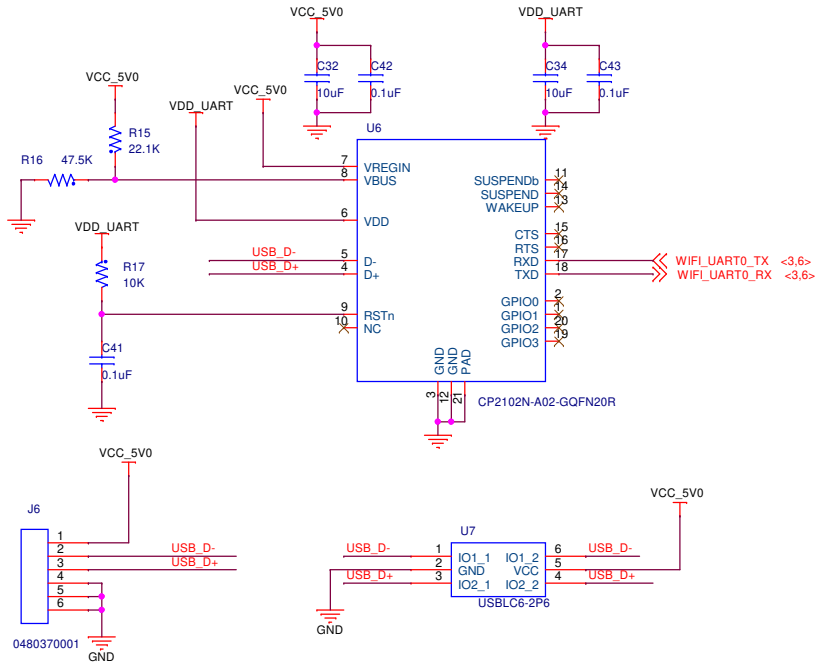 VCC_5V0
VDD_UART
C32
10uF
C42
0.1uF
C34
10uF
C43
0.1uF
VCC_5V0
VCC_5V0
VDD_UART
R15
22.1K
R16
47.5K
U6
7
VREGIN
8
VBUS
6
VDD
USB_D-
5
D-
USB_D+
4
D+
9
RSTn
10
NC
SUSPENDb
11
SUSPEND
14
WAKEUP
13
CTS
15
RTS
16
RXD
17
WIFI_UART0_TX <3,6>
TXD
18
WIFI_UART0_RX <3,6>
GPIO0
2
GPIO1
1
GPIO2
20
GPIO3
19
GND
GND
PAD
3
12
21
CP2102N-A02-GQFN20R
VDD_UART
R17
10K
C41
0.1uF
VCC_5V0
J6
1
2
USB_D-
3
USB_D+
4
5
6
0480370001
GND
VCC_5V0
U7
USB_D-
1
IO1_1
IO1_2
6
USB_D-
2
GND
VCC
5
USB_D+
3
IO2_1
IO2_2
4
USB_D+
USBLC6-2P6
GND